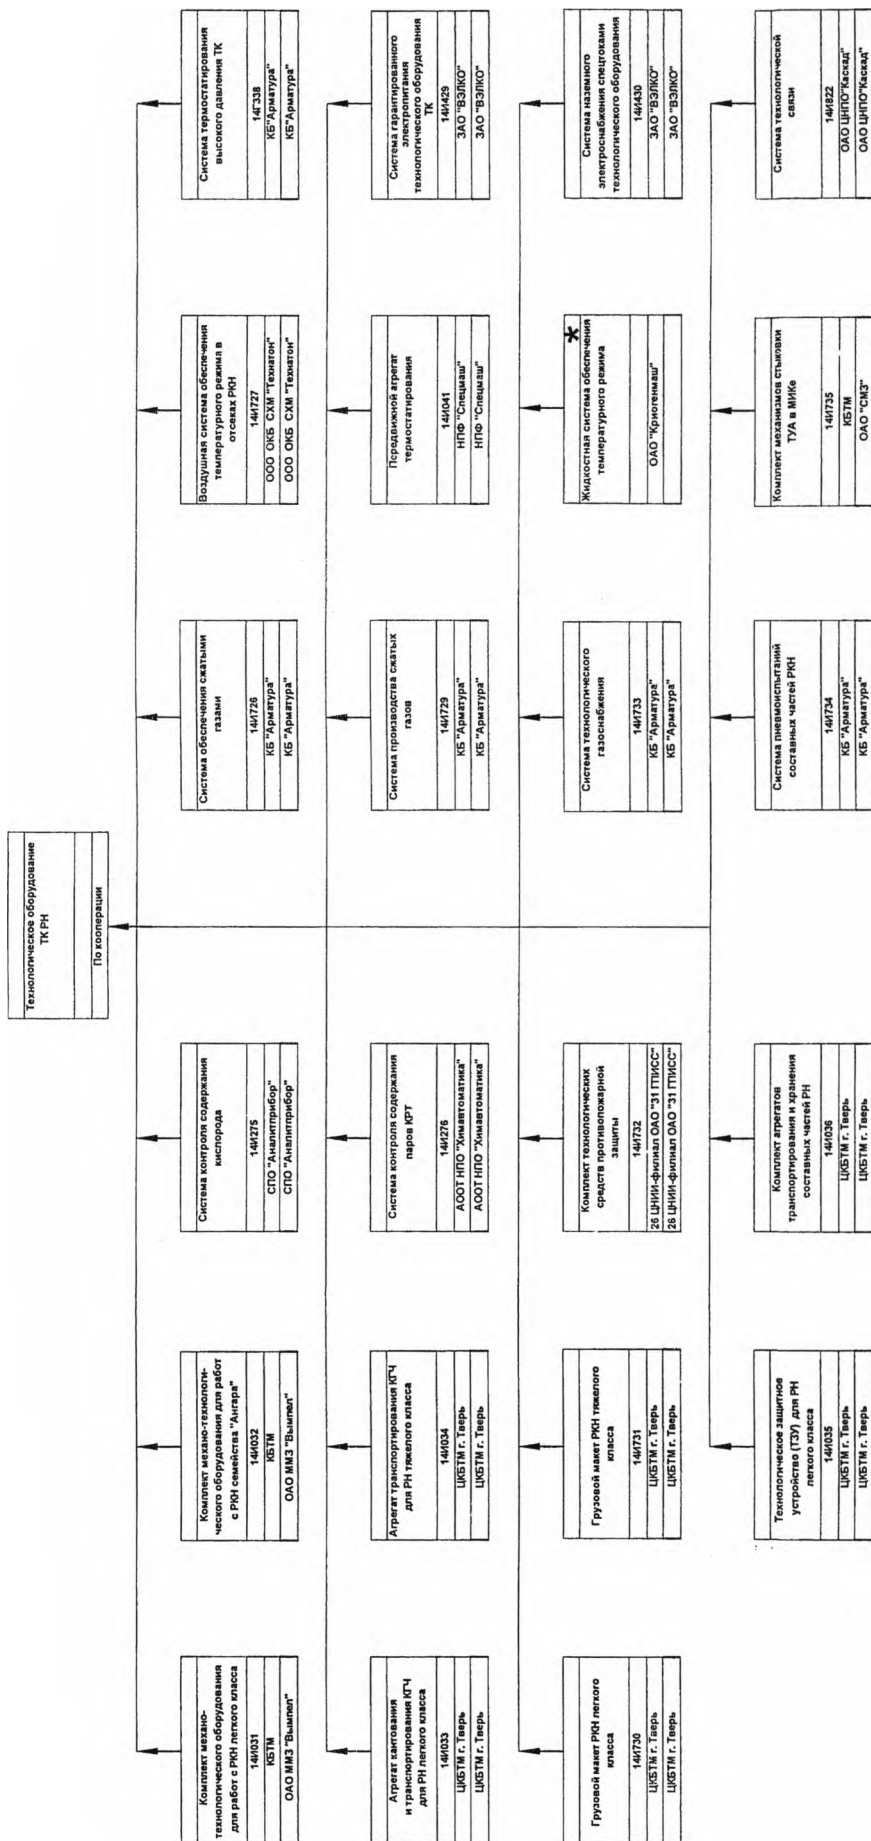 Технологическое оборудование
ТК РН
По кооперации
Комплект механо-
технологического оборудования
для работ с РКН легкого класса
14И031
КБТМ
ОАО ММЗ "Вымпел"
Комплект механо-технологи-
ческого оборудования для работ
с РКН семейства "Ангара"
14И032
КБТМ
ОАО ММЗ "Вымпел"
Система контроля содержания
кислорода
14И275
СПО "Аналитприбор"
СПО "Аналитприбор"
Система обеспечения сжатыми
газами
14И726
КБ "Арматура"
КБ "Арматура"
Воздушная система обеспечения
температурного режима в
отсеках РКН
14И727
ООО ОКБ СХМ "Технатон"
ООО ОКБ СХМ "Технатон"
Система термостатирования
высокого давления ТК
14Г338
КБ"Арматура"
КБ"Арматура"
Агрегат кантования
и транспортирования КГЧ
для РН легкого класса
14И033
ЦКБТМ г. Тверь
ЦКБТМ г. Тверь
Агрегат транспортирования КГЧ
для РН тяжелого класса
14И034
ЦКБТМ г. Тверь
ЦКБТМ г. Тверь
Система контроля содержания
паров КРТ
14И276
АООТ НПО "Химавтоматика"
АООТ НПО "Химавтоматика"
Система производства сжатых
газов
14И729
КБ "Арматура"
КБ "Арматура"
Передвижной агрегат
термостатирования
14И041
НПФ "Спецмаш"
НПФ "Спецмаш"
Система гарантированного
электропитания
технологического оборудования
ТК
14И429
ЗАО "ВЭЛКО"
ЗАО "ВЭЛКО"
Грузовой макет РКН легкого
класса
14И730
ЦКБТМ г. Тверь
ЦКБТМ г. Тверь
Грузовой макет РКН тяжелого
класса
14И731
ЦКБТМ г. Тверь
ЦКБТМ г. Тверь
Комплект технологических
средств противопожарной
защиты
14И732
26 ЦНИИ-филиал ОАО "31 ГПИСС"
26 ЦНИИ-филиал ОАО "31 ГПИСС"
Система технологического
газоснабжения
14И733
КБ "Арматура"
КБ "Арматура"
*
Жидкостная система обеспечения
температурного режима
ОАО "Криогенмаш"
Система наземного
электроснабжения спецтоками
технологического оборудования
14И430
ЗАО "ВЭЛКО"
ЗАО "ВЭЛКО"
Технологическое защитное
устройство (ТЗУ) для РН
легкого класса
14И035
ЦКБТМ г. Тверь
ЦКБТМ г. Тверь
Комплект агрегатов
транспортирования и хранения
составных частей РН
14И036
ЦКБТМ г. Тверь
ЦКБТМ г. Тверь
Система пневмоиспытаний
составных частей РКН
14И734
КБ "Арматура"
КБ "Арматура"
Комплект механизмов стыковки
ТУА в МИКе
14И735
КБТМ
ОАО "СМЗ"
Система технологической
связи
14И822
ОАО ЦНПО"Каскад"
ОАО ЦНПО"Каскад"